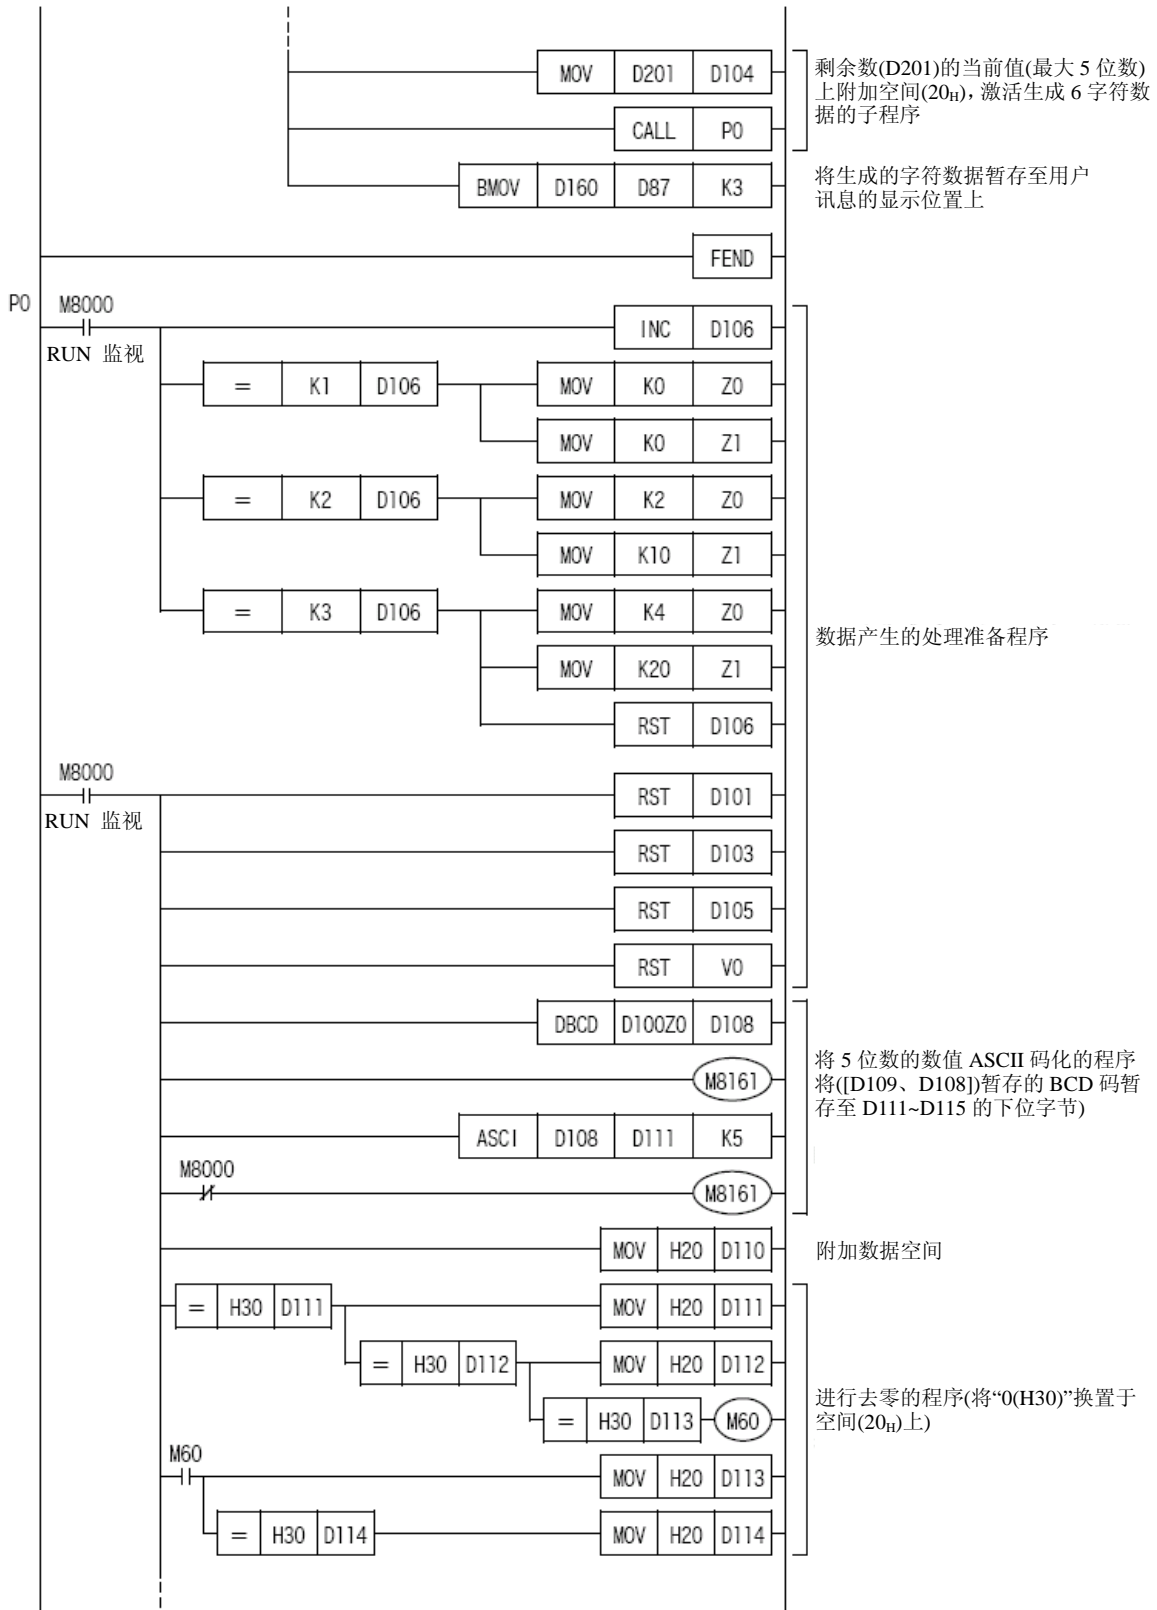 MOV D201 D104
剩余数(D201)的当前值(最大 5 位数)
上附加空间(20H)，激活生成 6 字符数
据的子程序
CALL P0
BMOV D160 D87 K3
将生成的字符数据暂存至用户
讯息的显示位置上
FEND
P0
M8000
RUN 监视
INC D106
= K1 D106 MOV K0 Z0
MOV K0 Z1
= K2 D106 MOV K2 Z0
MOV K10 Z1
= K3 D106 MOV K4 Z0
数据产生的处理准备程序
MOV K20 Z1
RST D106
M8000
RUN 监视
RST D101
RST D103
RST D105
RST V0
DBCD D100Z0 D108
将 5 位数的数值 ASCII 码化的程序
将([D109、D108])暂存的 BCD 码暂
存至 D111~D115 的下位字节)
M8161
ASCI D108 D111 K5
M8000
M8161
MOV H20 D110
附加数据空间
= H30 D111 MOV H20 D111
= H30 D112 MOV H20 D112
= H30 D113 M60
进行去零的程序(将“0(H30)”换置于
空间(20H)上)
M60
MOV H20 D113
= H30 D114 MOV H20 D114